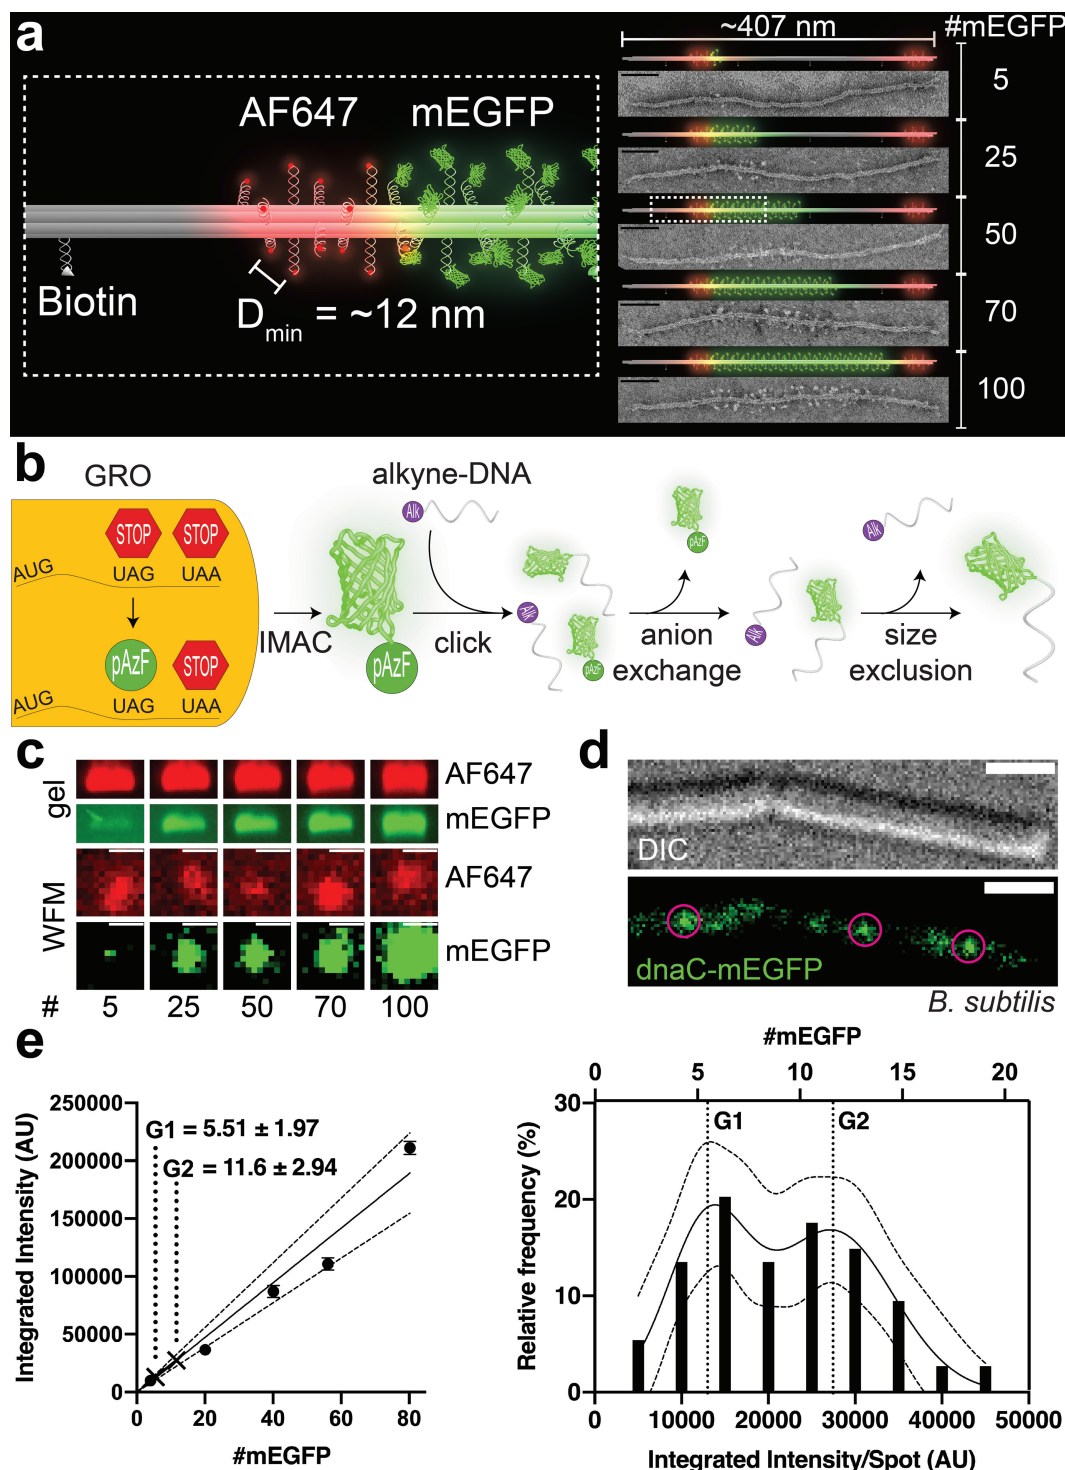 a
~407 nm
#mEGFP
AF647
mEGFP
Biotin
Dmin = ~12 nm
5
25
50
70
100
b
GRO
alkyne-DNA
STOP
STOP
AUG
UAG
UAA
pAzF
STOP
AUG
UAG
UAA
IMAC
pAzF
Alk
click
Alk
pAzF
anion
exchange
pAzF
Alk
size
exclusion
Alk
c
gel
AF647
mEGFP
WFM
AF647
mEGFP
# 5 25 50 70 100
d
DIC
dnaC-mEGFP
B. subtilis
e
Integrated Intensity (AU)
250000
200000
150000
100000
50000
0
G1 = 5.51 ± 1.97
G2 = 11.6 ± 2.94
0 20 40 60 80
#mEGFP
#mEGFP
0 5 10 15 20
Relative frequency (%)
30
20
10
0
G1
G2
0 10000 20000 30000 40000 50000
Integrated Intensity/Spot (AU)